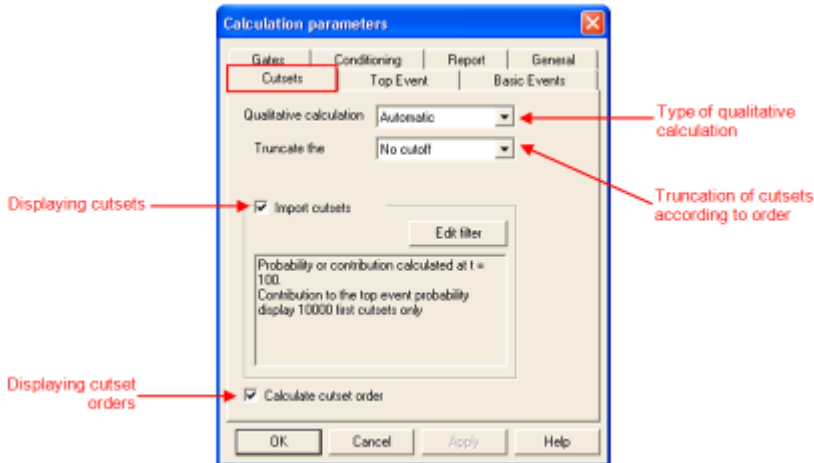 Calculation parameters
Gates Conditioning Report General
Cutsets Top Event Basic Events
Qualitative calculation Automatic
Type of qualitative
calculation
Truncate the No cutoff
Truncation of cutsets
according to order
Displaying cutsets
Import cutsets
Edit filter
Probability or contribution calculated at t =
100.
Contribution to the top event probability
display 10000 first cutsets only
Displaying cutset
orders
Calculate cutset order
OK Cancel Apply Help